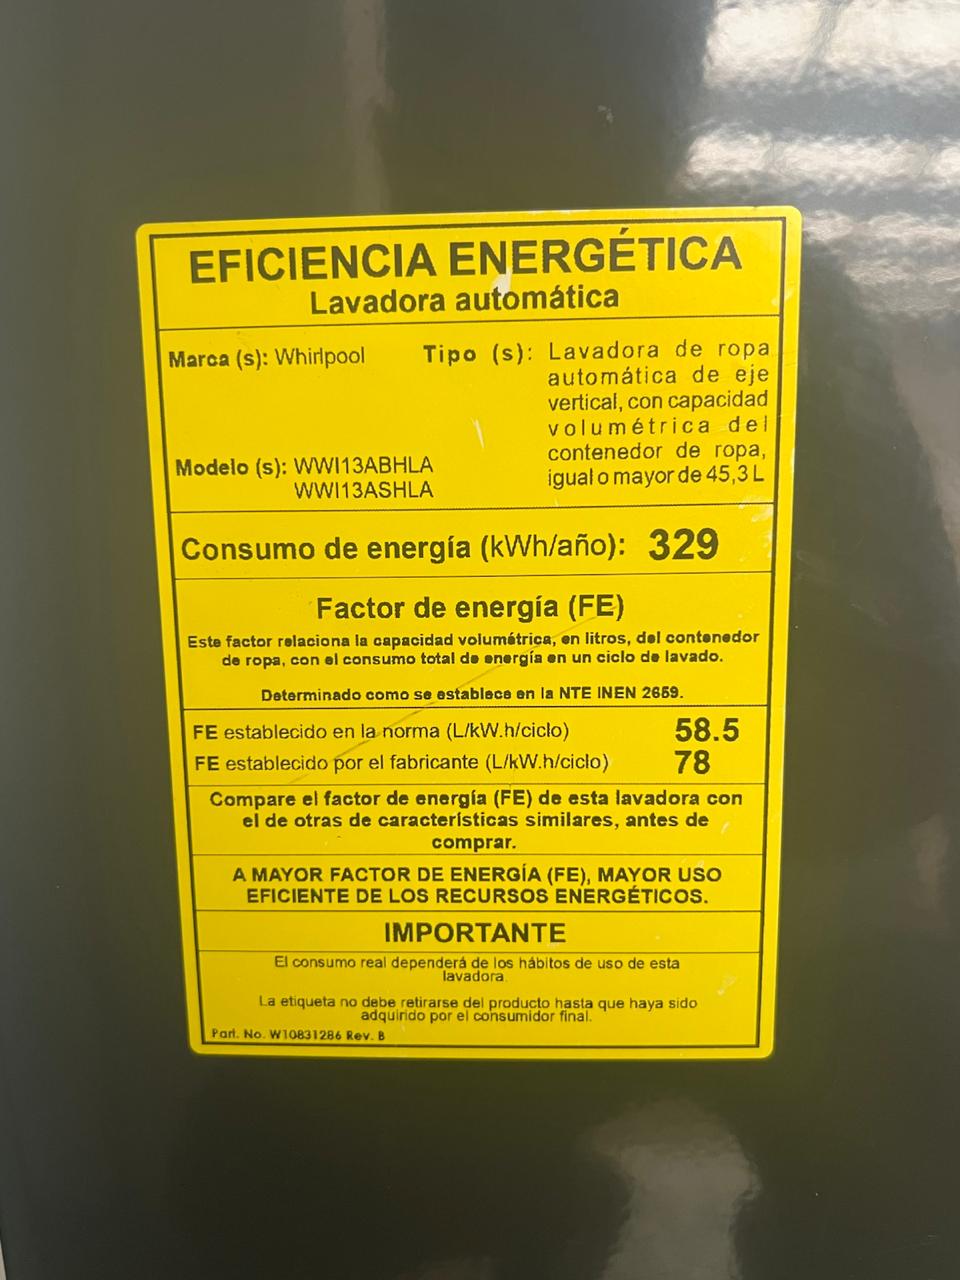 EFICIENCIA ENERGÉTICA
Lavadora automática
Marca (s): Whirlpool
Tipo (s): Lavadora de ropa
automática de eje
vertical, con capacidad
volumétrica del
contenedor de ropa,
igual o mayor de 45,3 L
Modelo (s): WWI13ABHLA
WWI13ASHLA
Consumo de energía (kWh/año): 329
Factor de energía (FE)
Este factor relaciona la capacidad volumétrica, en litros, del contenedor
de ropa, con el consumo total de energía en un ciclo de lavado.
Determinado como se establece en la NTE INEN 2659.
FE establecido en la norma (L/kW.h/ciclo) 58.5
FE establecido por el fabricante (L/kW.h/ciclo) 78
Compare el factor de energía (FE) de esta lavadora con
el de otras de características similares, antes de
comprar.
A MAYOR FACTOR DE ENERGÍA (FE), MAYOR USO
EFICIENTE DE LOS RECURSOS ENERGÉTICOS.
IMPORTANTE
El consumo real dependerá de los hábitos de uso de esta
lavadora.
La etiqueta no debe retirarse del producto hasta que haya sido
adquirido por el consumidor final.
Part. No. W10831286 Rev. B